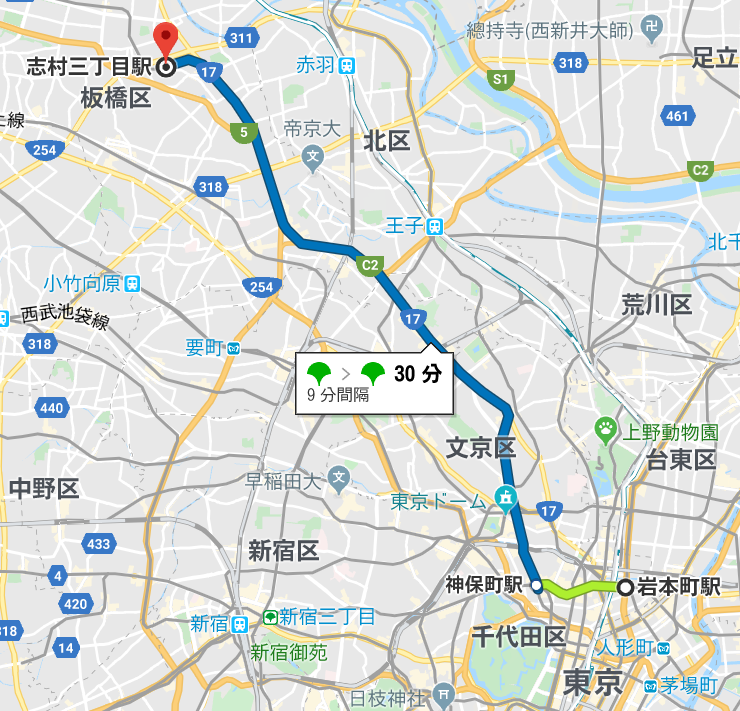 311
総持寺(西新井大師)
志村三丁目駅
17
赤羽
318
足立
板橋区
S1
461
5
帝京大
北区
254
318
文
C2
王子
C2
小竹向原
254
荒川区
西武池袋線
17
318
要町
30 分
9 分間隔
440
上野動物園
文京区
台東区
早稲田大
文
中野区
東京ドーム
17
433
新宿区
4
神保町駅
岩本町駅
420
新宿
新宿三丁目
318
千代田区
14
新宿御苑
人形町
東京
茅場町
日枝神社